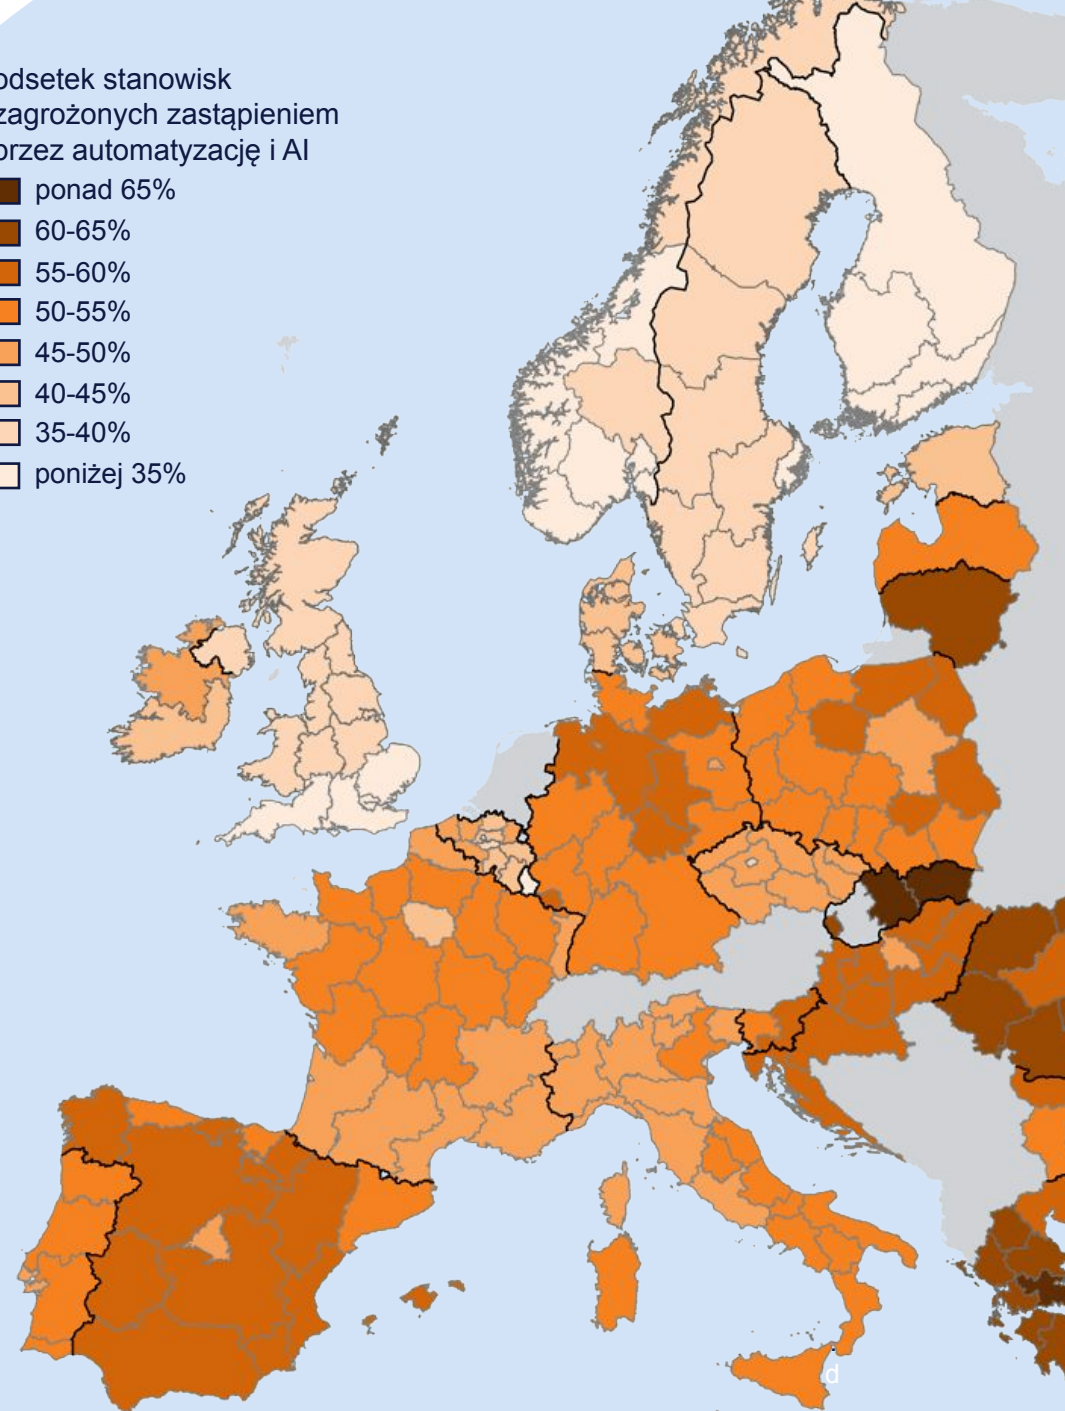 odsetek stanowisk
zagrożonych zastąpieniem
przez automatyzację i AI
ponad 65%
60-65%
55-60%
50-55%
45-50%
40-45%
35-40%
poniżej 35%
d